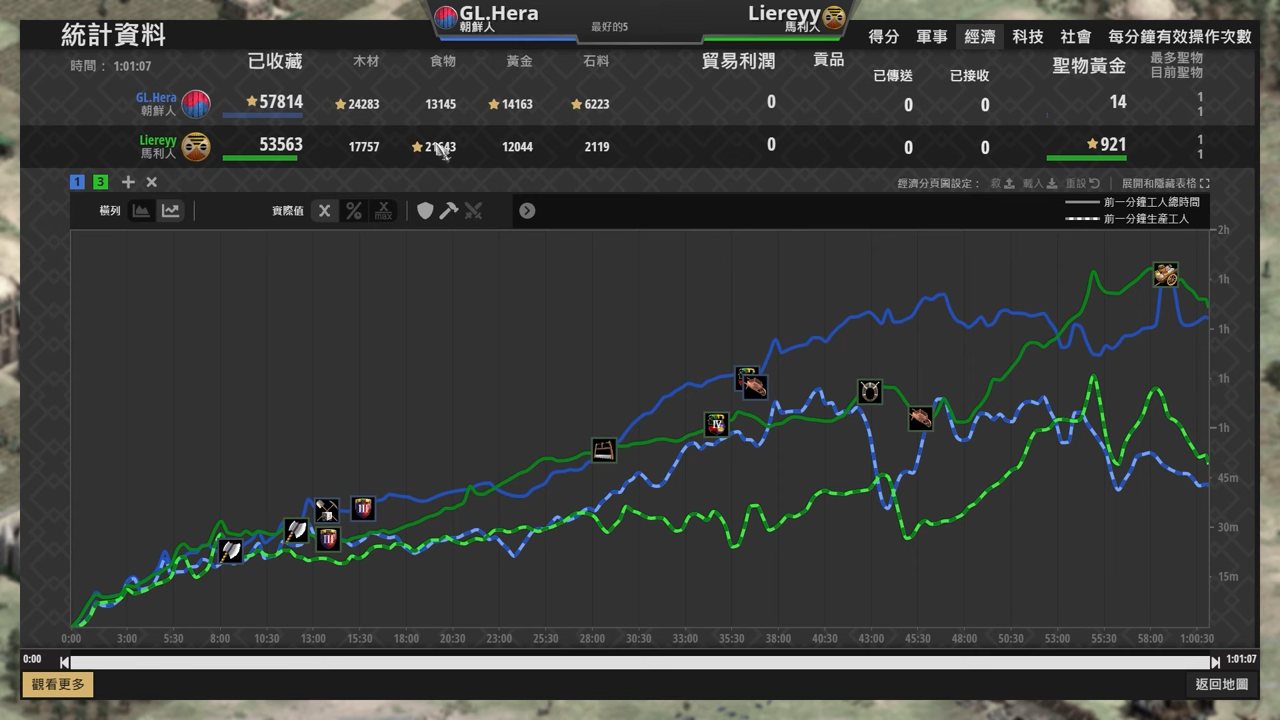 GL.Hera
朝鮮人
最好的5
Liereyy
馬利人
統計資料
得分 軍事 經濟 科技 社會 每分鐘有效操作次數
時間： 1:01:07
已收藏 木材 食物 黃金 石料 貿易利潤 貢品 已傳送 已接收 聖物黃金 最多聖物
目前聖物
GL.Hera
朝鮮人
57814 24283 13145 14163 6223 0 0 0 14 1
1
Liereyy
馬利人
53563 17757 12044 2119 0 0 0 921 1
1
1 3
經濟分頁圖設定： 載入 重設 展開和隱藏表格
橫列 實際值 X % X max
前一分鐘工人總時間
前一分鐘生產工人
2h
1h
1h
1h
1h
45m
30m
15m
0:00 3:00 5:30 8:00 10:30 13:00 15:30 18:00 20:30 23:00 25:30 28:00 30:30 33:00 35:30 38:00 40:30 43:00 45:30 48:00 50:30 53:00 55:30 58:00 1:00:30
0:00 1:01:07
觀看更多 返回地圖